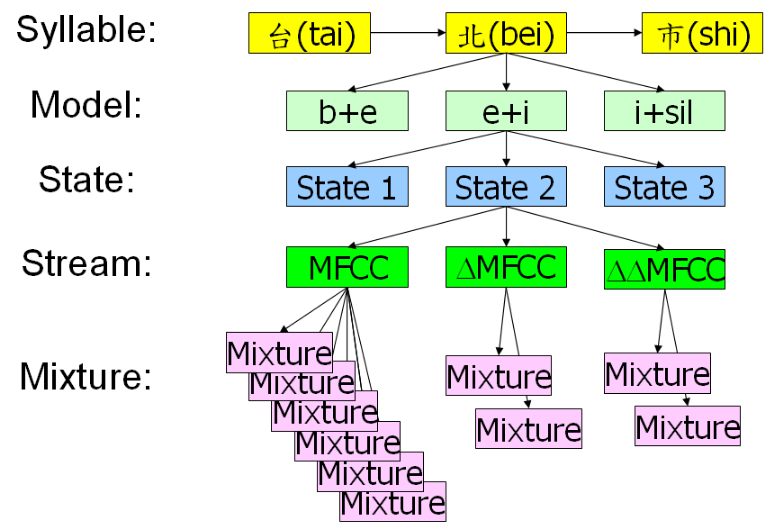 Syllable: 台(tai) 北(bei) 市(shi)
Model: b+e e+i i+sil
State: State 1 State 2 State 3
Stream: MFCC ΔMFCC ΔΔMFCC
Mixture: Mixture Mixture Mixture
Mixture
Mixture Mixture Mixture
Mixture
Mixture
Mixture